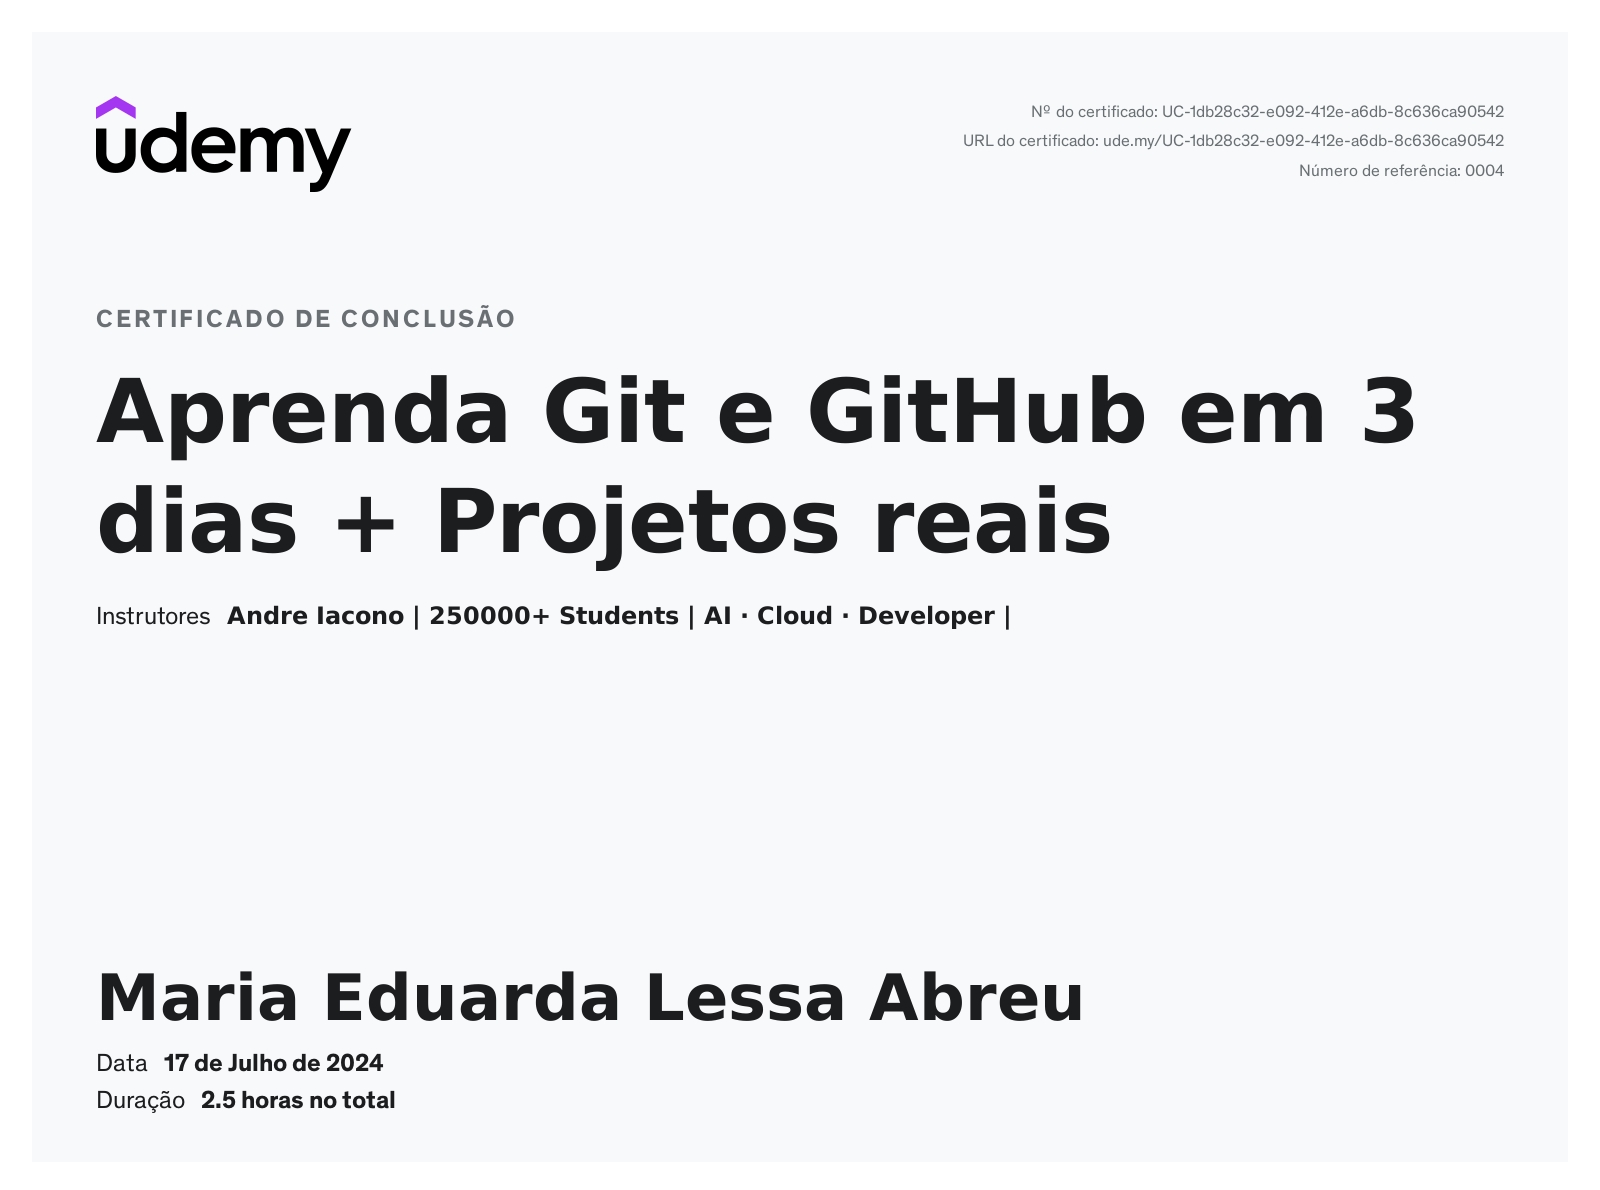 udemy
Nº do certificado: UC-1db28c32-e092-412e-a6db-8c636ca90542
URL do certificado: ude.my/UC-1db28c32-e092-412e-a6db-8c636ca90542
Número de referência: 0004
CERTIFICADO DE CONCLUSÃO
Aprenda Git e GitHub em 3
dias + Projetos reais
Instrutores Andre Iacono | 250000+ Students | AI · Cloud · Developer |
Maria Eduarda Lessa Abreu
Data 17 de Julho de 2024
Duração 2.5 horas no total